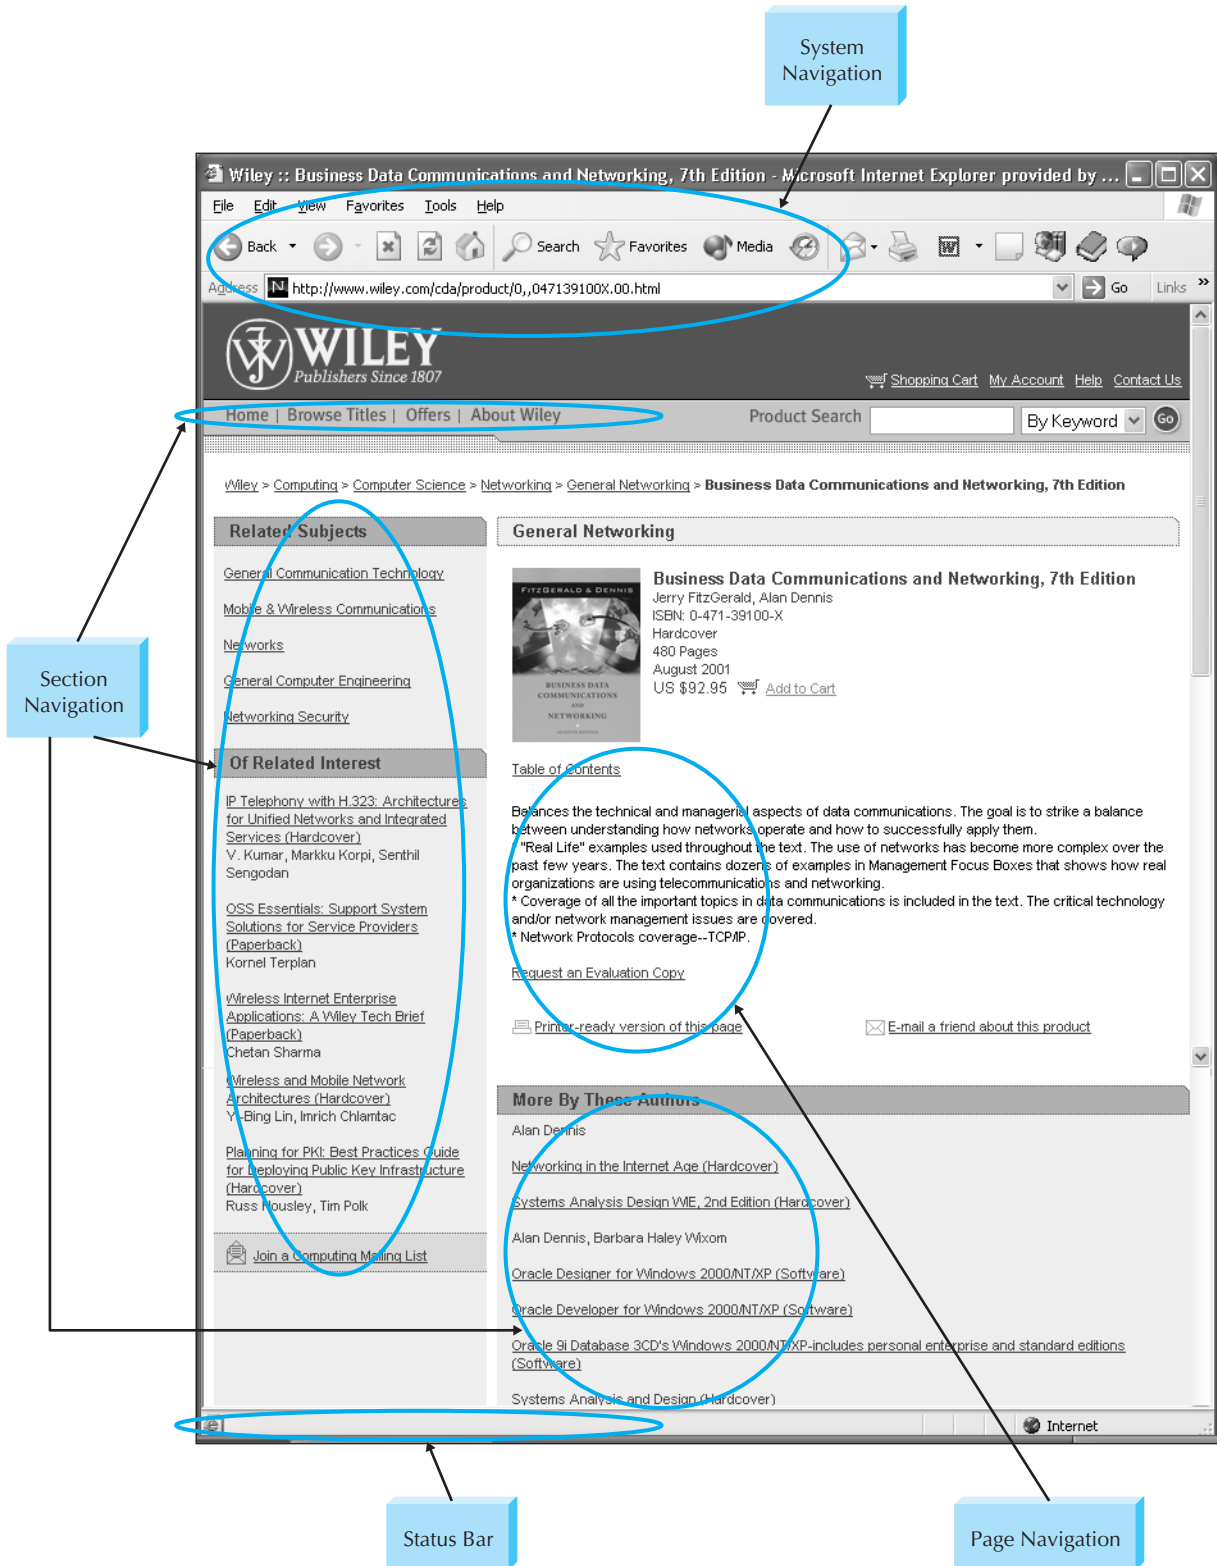 System
Navigation
Wiley :: Business Data Communications and Networking, 7th Edition - Microsoft Internet Explorer provided by ...
File Edit View Favorites Tools Help
Back Search Favorites Media
Address http://www.wiley.com/cda/product/0,,047139100X,00.html Go Links »
WILEY
Publishers Since 1807
Shopping Cart My Account Help Contact Us
Home | Browse Titles | Offers | About Wiley Product Search By Keyword Go
Wiley > Computing > Computer Science > Networking > General Networking > Business Data Communications and Networking, 7th Edition
Related Subjects
General Communication Technology
Mobile & Wireless Communications
Networks
General Computer Engineering
Networking Security
Section
Navigation
Of Related Interest
IP Telephony with H.323: Architectures
for Unified Networks and Integrated
Services (Hardcover)
V. Kumar, Markku Korpi, Senthil
Sengodan
OSS Essentials: Support System
Solutions for Service Providers
(Paperback)
Kornel Terplan
Wireless Internet Enterprise
Applications: A Wiley Tech Brief
(Paperback)
Chetan Sharma
Wireless and Mobile Network
Architectures (Hardcover)
Yi-Bing Lin, Imrich Chlamtac
Planning for PKI: Best Practices Guide
for Deploying Public Key Infrastructure
(Hardcover)
Russ Housley, Tim Polk
Join a Computing Mailing List
General Networking
FITZGERALD & DENNIS
BUSINESS DATA
COMMUNICATIONS
AND
NETWORKING
SEVENTH EDITION
Business Data Communications and Networking, 7th Edition
Jerry FitzGerald, Alan Dennis
ISBN: 0-471-39100-X
Hardcover
480 Pages
August 2001
US $92.95 Add to Cart
Table of Contents
Balances the technical and managerial aspects of data communications. The goal is to strike a balance
between understanding how networks operate and how to successfully apply them.
* "Real Life" examples used throughout the text. The use of networks has become more complex over the
past few years. The text contains dozens of examples in Management Focus Boxes that shows how real
organizations are using telecommunications and networking.
* Coverage of all the important topics in data communications is included in the text. The critical technology
and/or network management issues are covered.
* Network Protocols coverage--TCP/IP.
Request an Evaluation Copy
Printer-ready version of this page E-mail a friend about this product
More By These Authors
Alan Dennis
Networking in the Internet Age (Hardcover)
Systems Analysis Design WIE, 2nd Edition (Hardcover)
Alan Dennis, Barbara Haley Wixom
Oracle Designer for Windows 2000/NT/XP (Software)
Oracle Developer for Windows 2000/NT/XP (Software)
Oracle 9i Database 3CD's Windows 2000/NT/XP-includes personal enterprise and standard editions
(Software)
Systems Analysis and Design (Hardcover)
Internet
Status Bar
Page Navigation